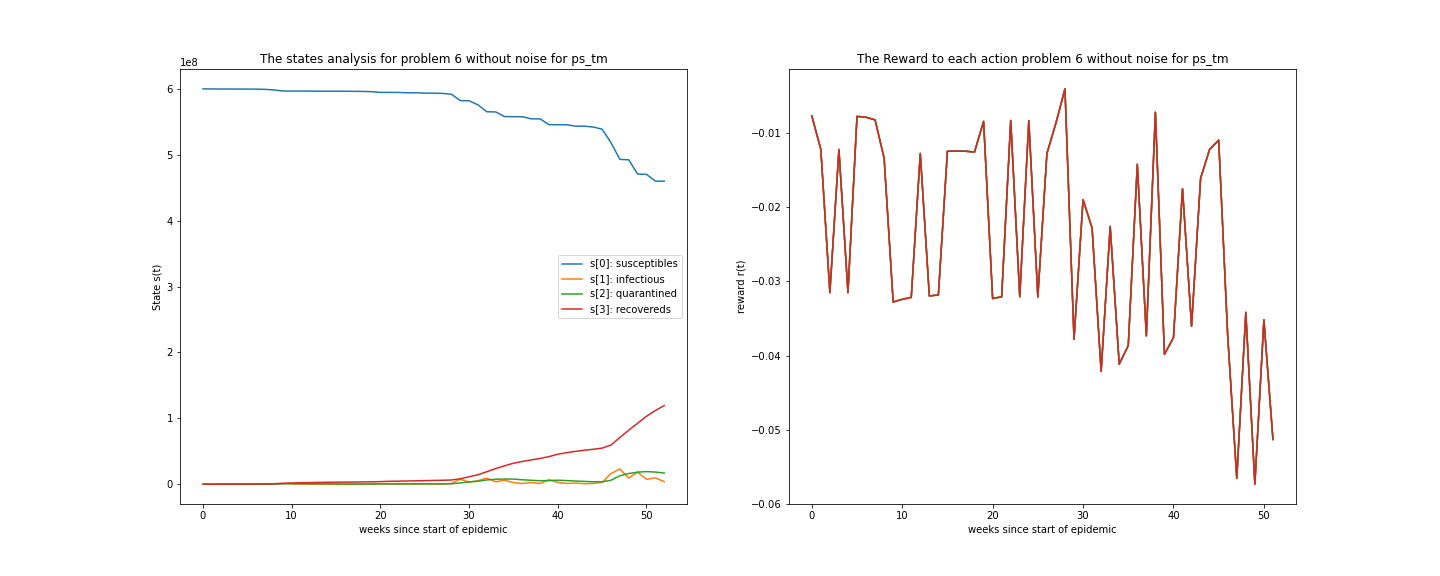 The states analysis for problem 6 without noise for ps_tm
1e8
6
5
4
3
2
1
0
State s(t)
s[0]: susceptibles
s[1]: infectious
s[2]: quarantined
s[3]: recovereds
0 10 20 30 40 50
weeks since start of epidemic
The Reward to each action problem 6 without noise for ps_tm
−0.01
−0.02
−0.03
−0.04
−0.05
−0.06
reward r(t)
0 10 20 30 40 50
weeks since start of epidemic